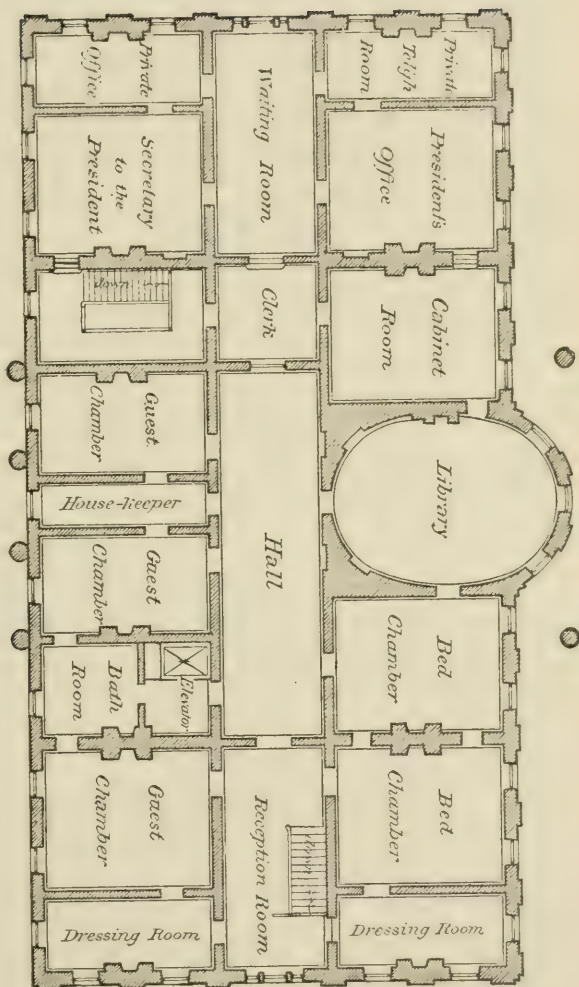 Private
Office
Waiting Room
Private
Room
Secretary
to the
President
President's
Office
down
Clerk
Cabinet
Room
Guest
Chamber
Library
House-keeper
Hall
Guest
Chamber
Bed
Chamber
Bath
Room
Elevator
Guest
Chamber
Reception Room
down
Bed
Chamber
Dressing Room
Dressing Room